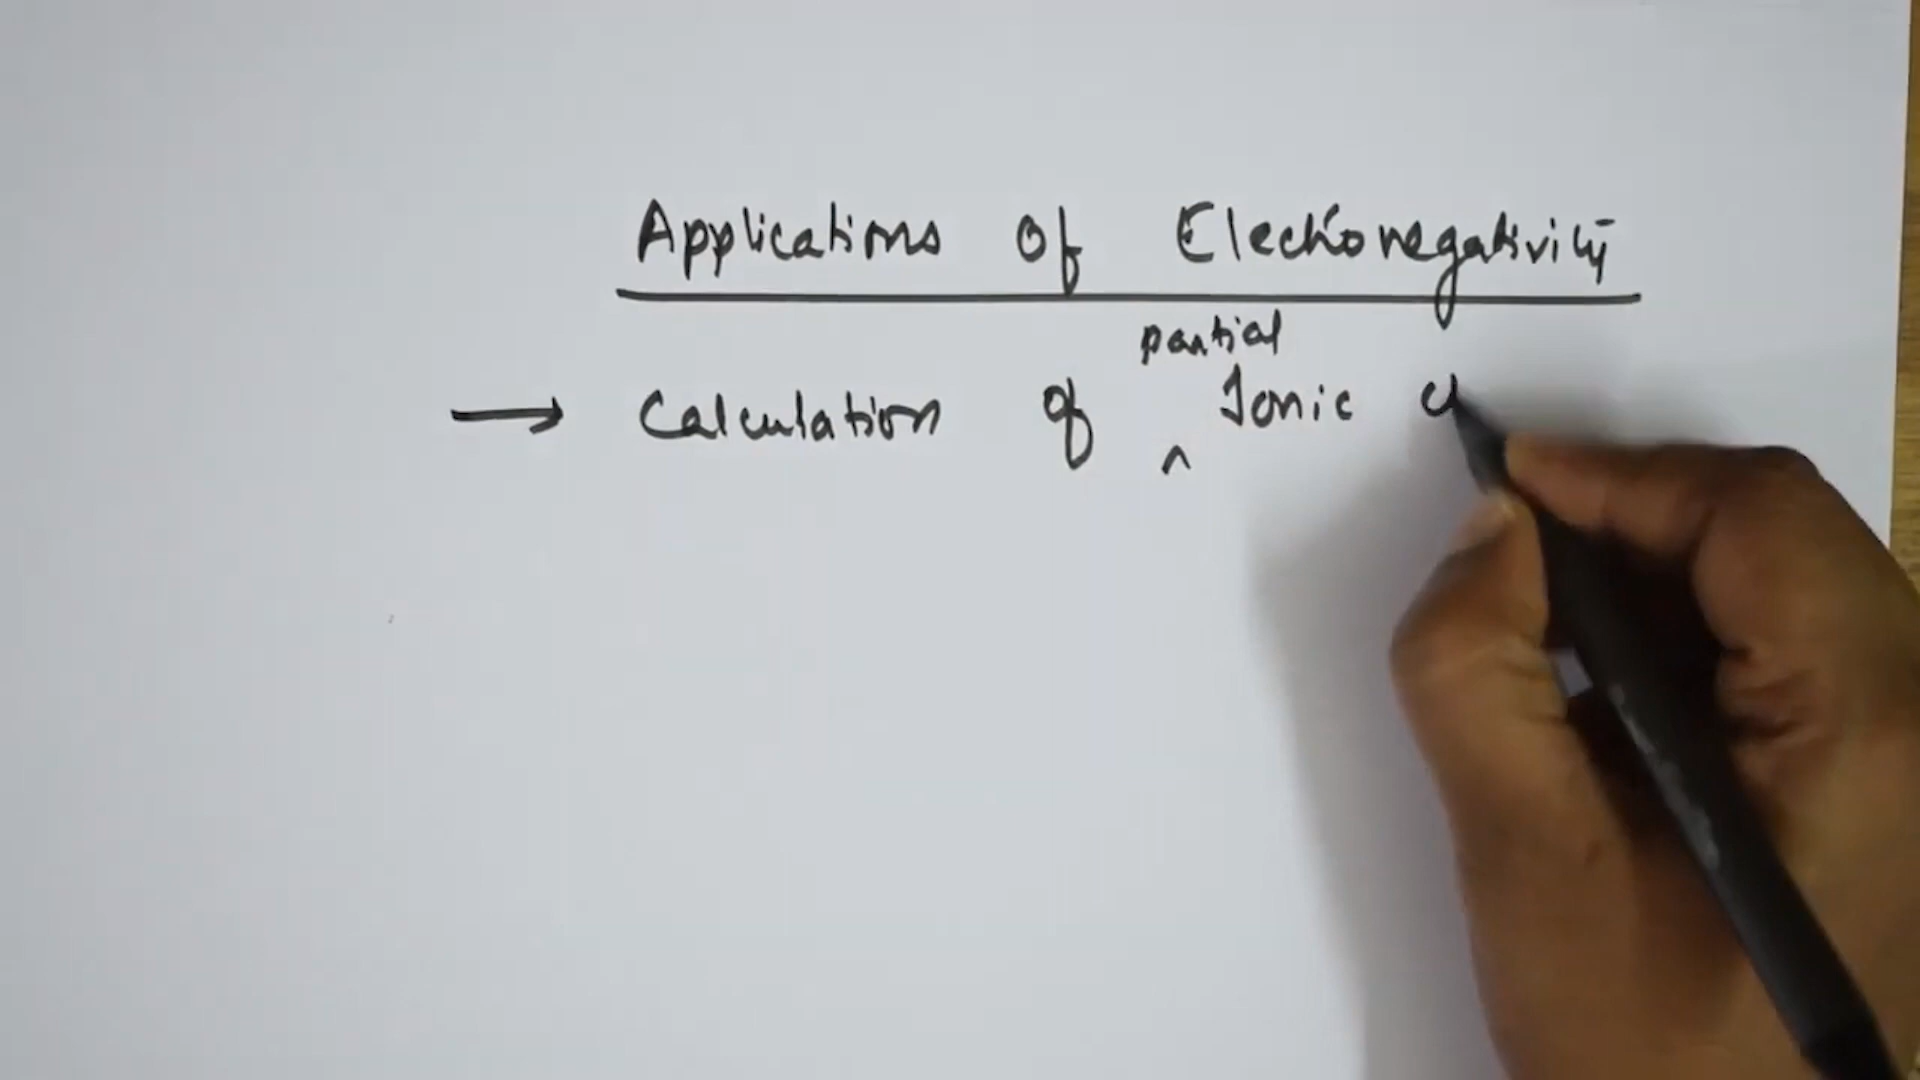 Applications of Electronegativity
partial
→ Calculation of ^ Ionic c